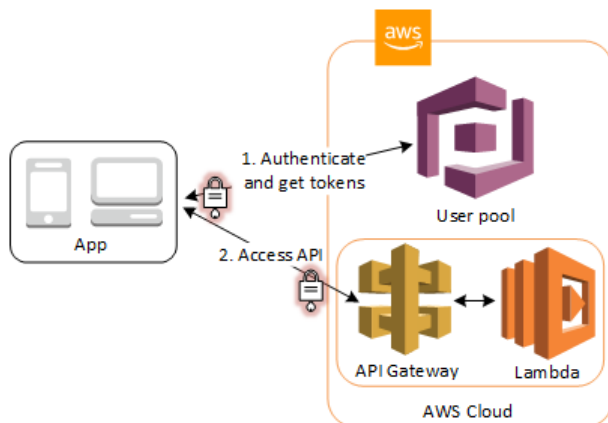 aws
1. Authenticate
and get tokens
User pool
App
2. Access API
API Gateway
Lambda
AWS Cloud